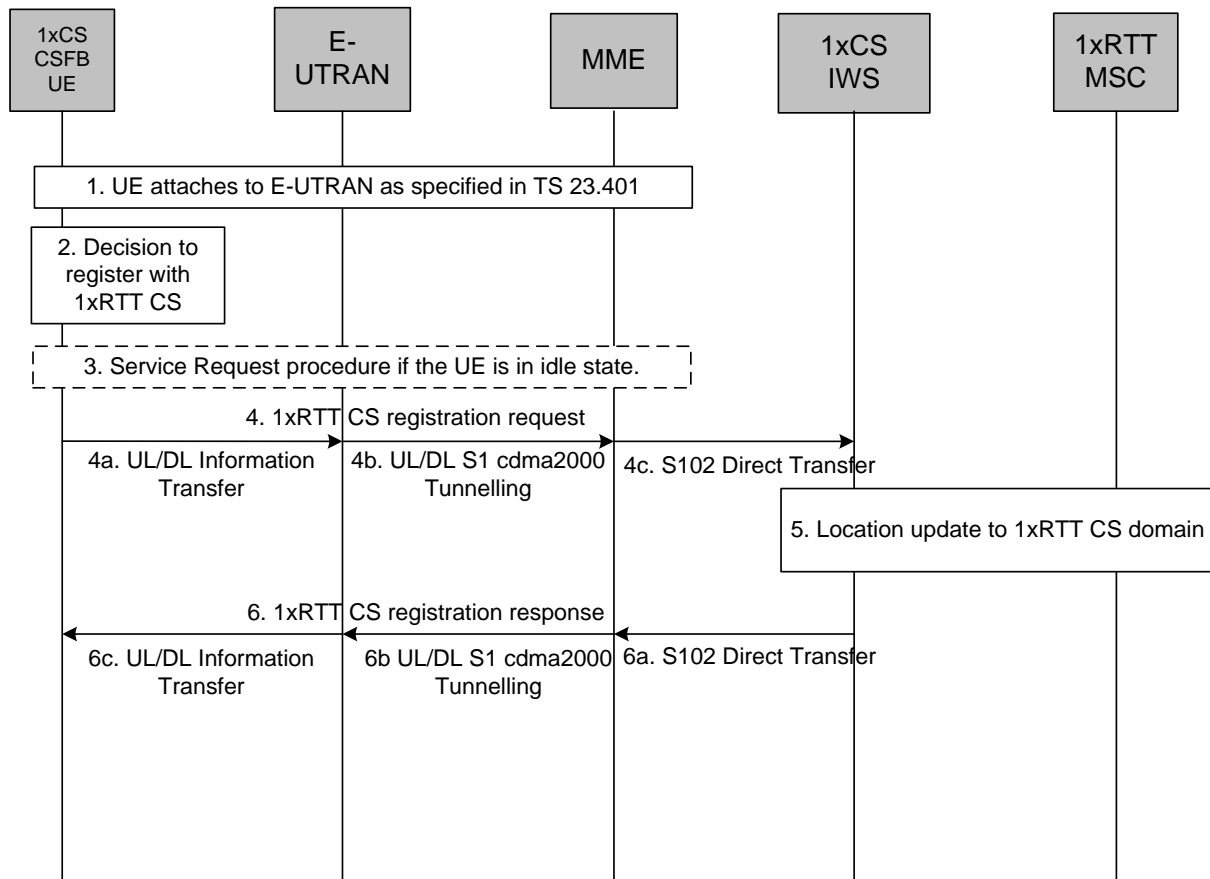 1xCS
CSFB
UE
E-
UTRAN
MME
1xCS
IWS
1xRTT
MSC
1. UE attaches to E-UTRAN as specified in TS 23.401
2. Decision to
register with
1xRTT CS
3. Service Request procedure if the UE is in idle state.
4. 1xRTT CS registration request
4a. UL/DL Information
Transfer
4b. UL/DL S1 cdma2000
Tunnelling
4c. S102 Direct Transfer
5. Location update to 1xRTT CS domain
6. 1xRTT CS registration response
6c. UL/DL Information
Transfer
6b UL/DL S1 cdma2000
Tunnelling
6a. S102 Direct Transfer